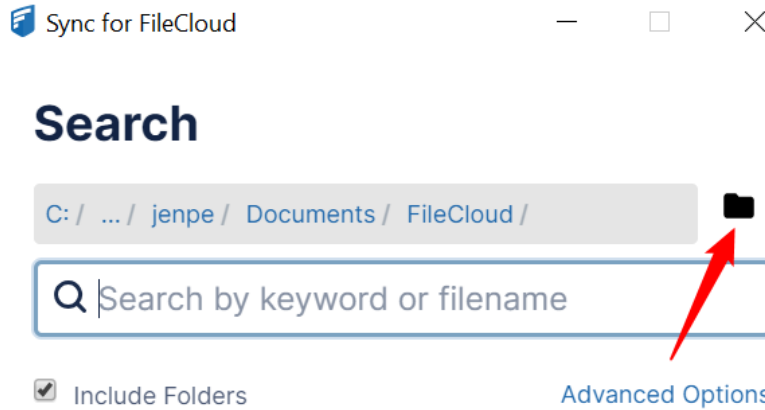 Sync for FileCloud
Search
C: / ... / jenpe / Documents / FileCloud /
Search by keyword or filename
Include Folders Advanced Options